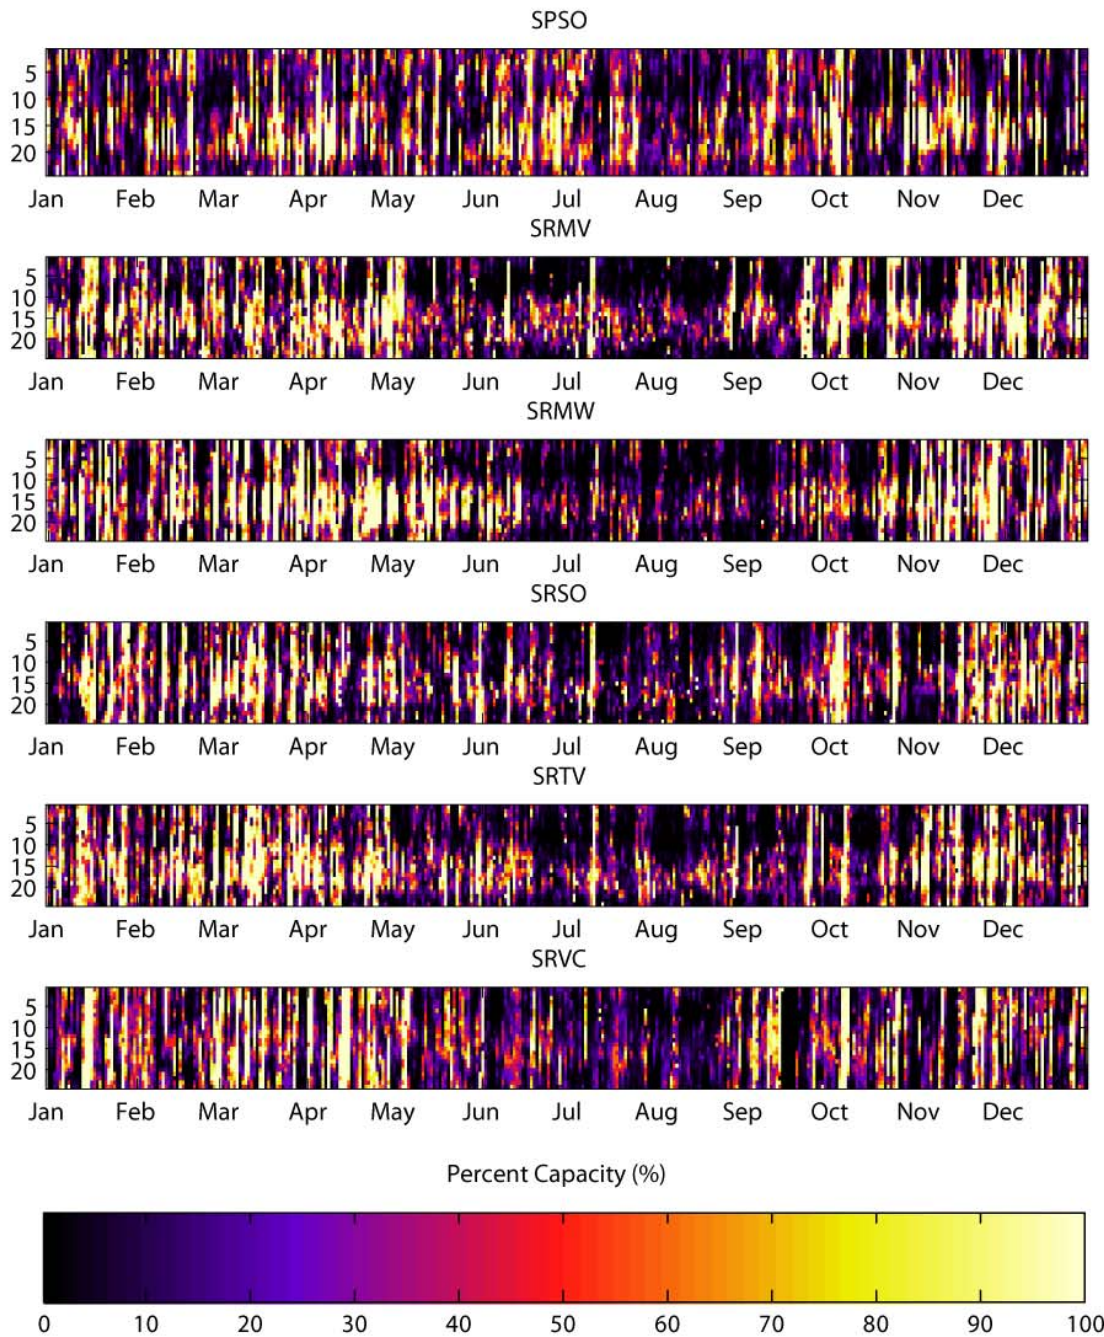 SPSO
5
10
15
20
Jan Feb Mar Apr May Jun Jul Aug Sep Oct Nov Dec
SRMV
5
10
15
20
Jan Feb Mar Apr May Jun Jul Aug Sep Oct Nov Dec
SRMW
5
10
15
20
Jan Feb Mar Apr May Jun Jul Aug Sep Oct Nov Dec
SRSO
5
10
15
20
Jan Feb Mar Apr May Jun Jul Aug Sep Oct Nov Dec
SRTV
5
10
15
20
Jan Feb Mar Apr May Jun Jul Aug Sep Oct Nov Dec
SRVC
5
10
15
20
Jan Feb Mar Apr May Jun Jul Aug Sep Oct Nov Dec
Percent Capacity (%)
0 10 20 30 40 50 60 70 80 90 100